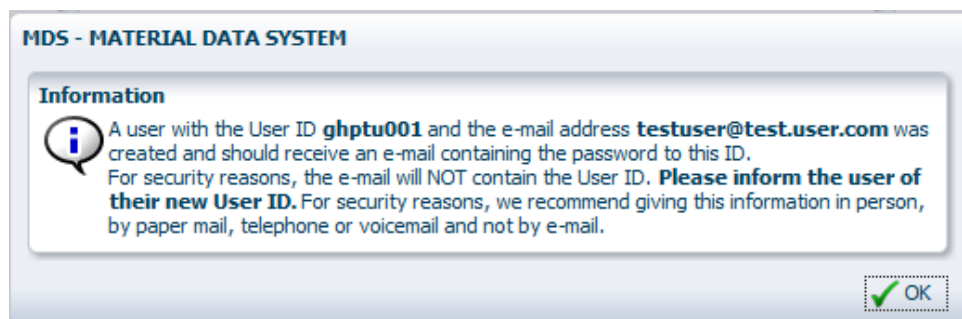 MDS - MATERIAL DATA SYSTEM
Information
A user with the User ID ghptu001 and the e-mail address testuser@test.user.com was
created and should receive an e-mail containing the password to this ID.
For security reasons, the e-mail will NOT contain the User ID. Please inform the user of
their new User ID. For security reasons, we recommend giving this information in person,
by paper mail, telephone or voicemail and not by e-mail.
OK